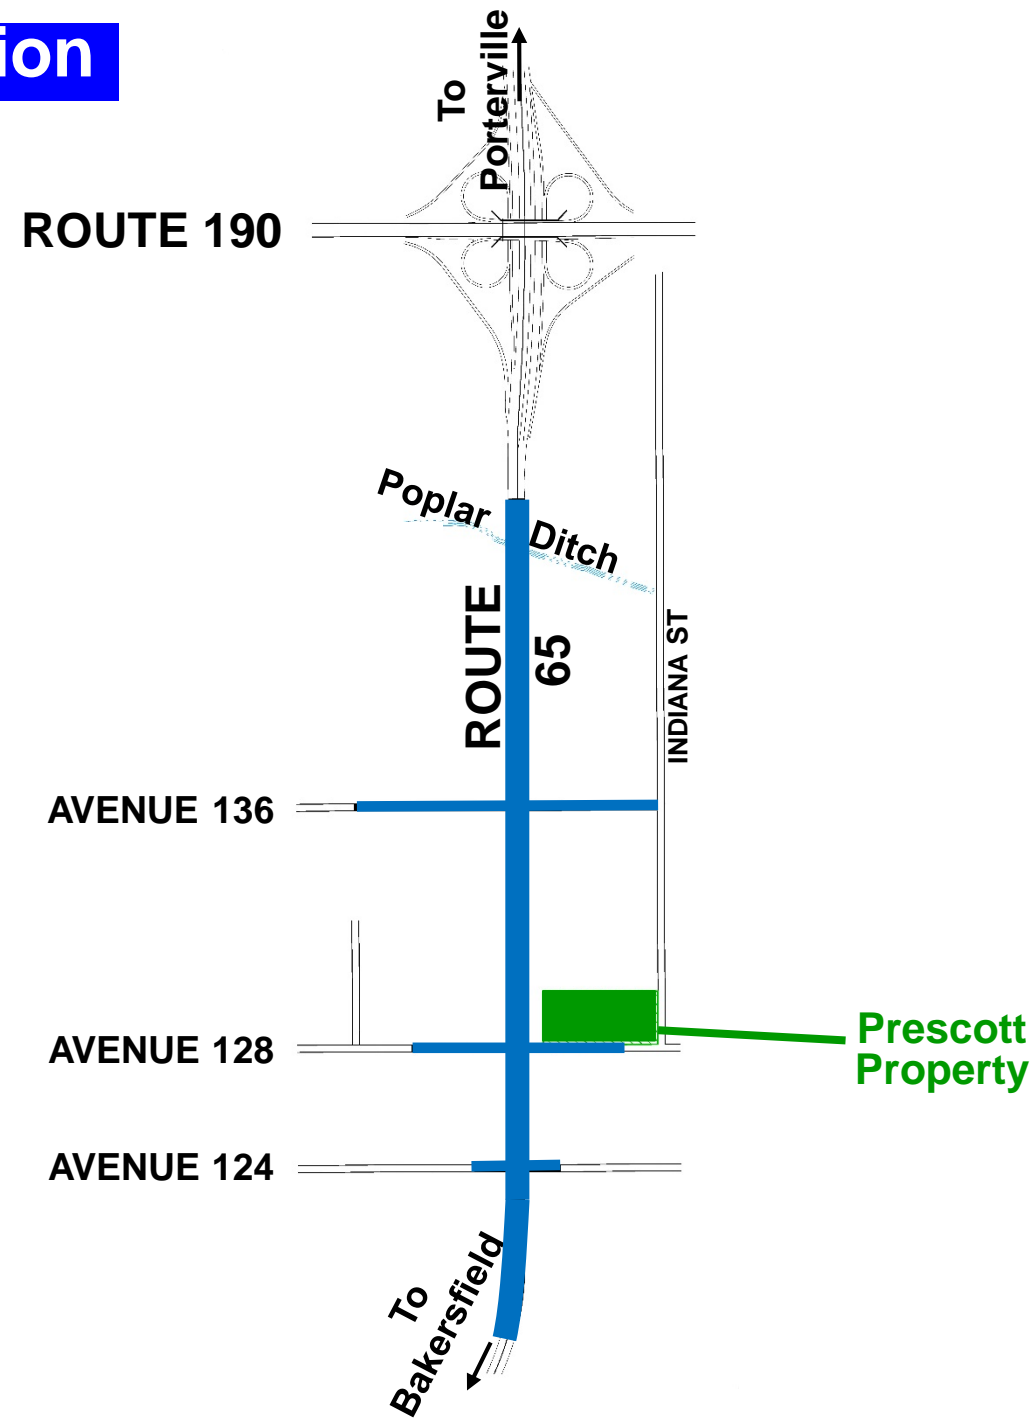 ion
To
Porterville
ROUTE 190
Poplar Ditch
ROUTE
65
INDIANA ST
AVENUE 136
Prescott
Property
AVENUE 128
AVENUE 124
To
Bakersfield